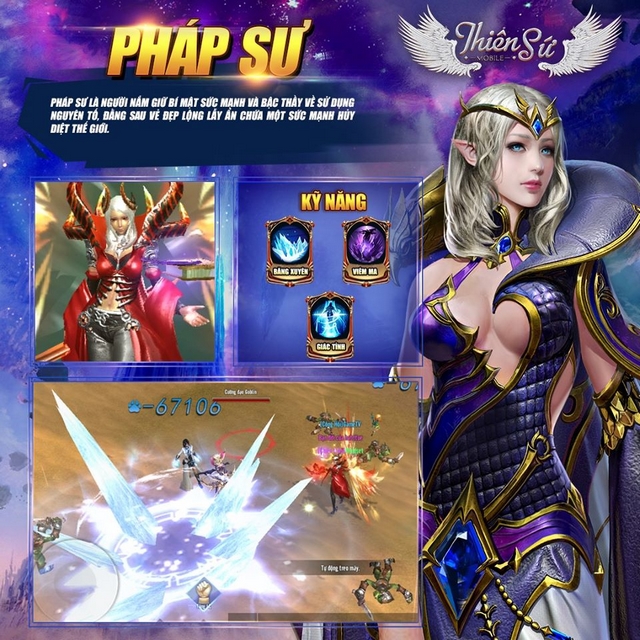 PHÁP SƯ
Thiên Sứ
MOBILE
PHÁP SƯ LÀ NGƯỜI NẮM GIỮ BÍ MẬT SỨC MẠNH VÀ BẬC THẦY VỀ SỬ DỤNG
NGUYÊN TỐ, ĐẰNG SAU VẺ ĐẸP LỘNG LẪY ẨN CHỨA MỘT SỨC MẠNH HỦY
DIỆT THẾ GIỚI.
KỸ NĂNG
BĂNG XUYÊN
VIÊM MA
GIÁC TỈNH
-67106
Tự động treo máy